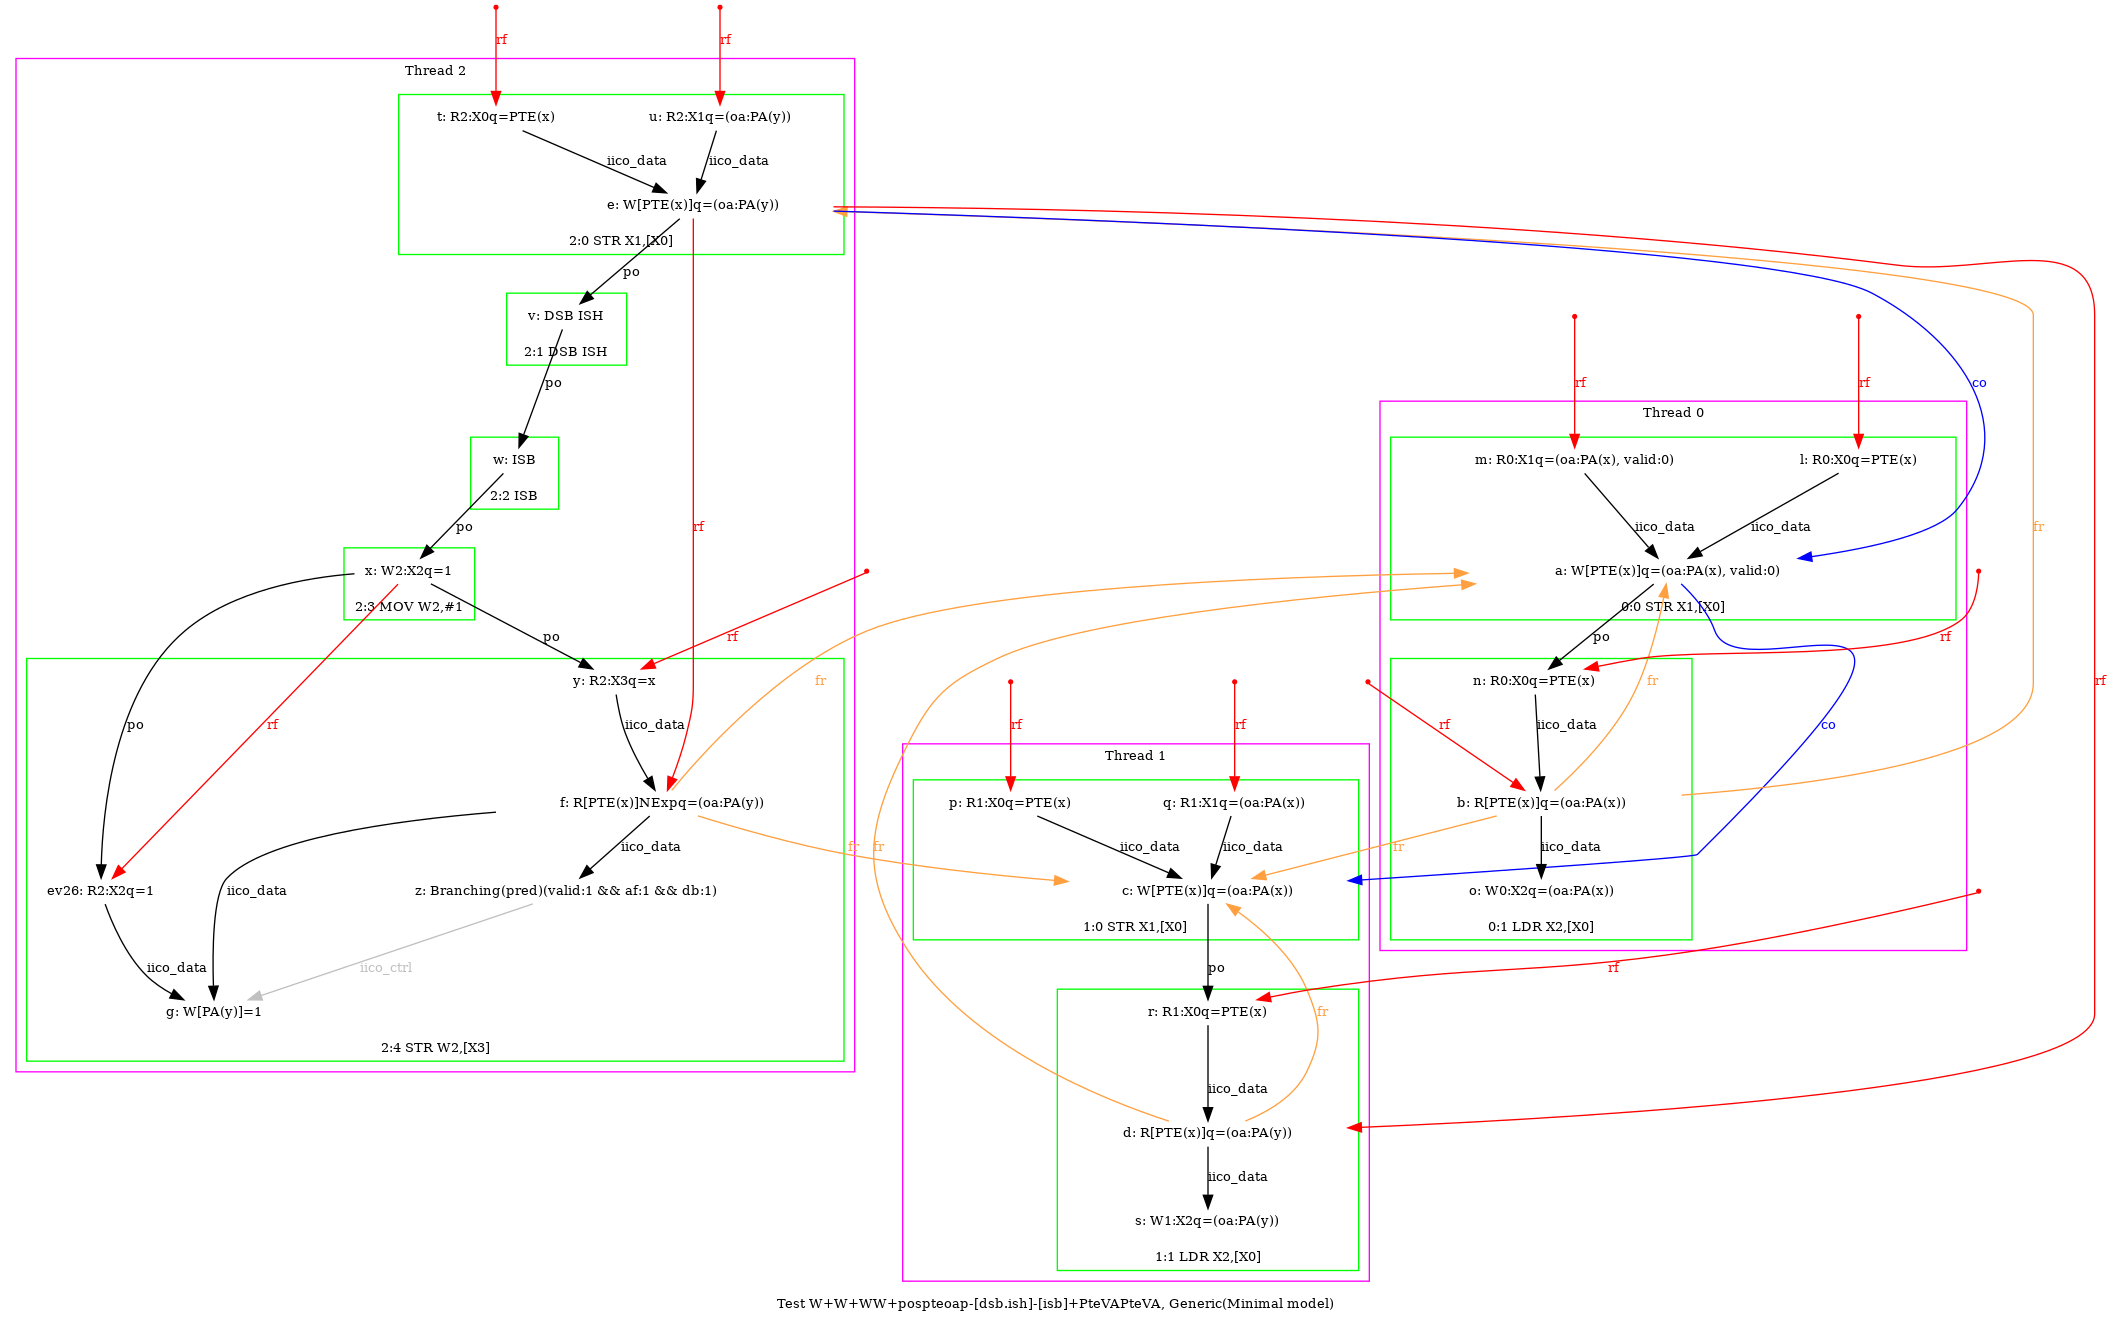 rf
rf
Thread 2
t: R2:X0q=PTE(x)
u: R2:X1q=(oa:PA(y))
iico_data
iico_data
e: W[PTE(x)]q=(oa:PA(y))
2:0 STR X1,[X0]
po
v: DSB ISH
2:1 DSB ISH
po
w: ISB
2:2 ISB
po
rf
x: W2:X2q=1
2:3 MOV W2,#1
po
rf
y: R2:X3q=x
fr
po
rf
iico_data
f: R[PTE(x)]NExpq=(oa:PA(y))
iico_data
fr
fr
ev26: R2:X2q=1
iico_data
z: Branching(pred)(valid:1 && af:1 && db:1)
iico_data
iico_ctrl
g: W[PA(y)]=1
2:4 STR W2,[X3]
rf
rf
co
Thread 0
m: R0:X1q=(oa:PA(x), valid:0)
l: R0:X0q=PTE(x)
iico_data
iico_data
fr
a: W[PTE(x)]q=(oa:PA(x), valid:0)
0:0 STR X1,[X0]
po
rf
n: R0:X0q=PTE(x)
fr
rf
rf
rf
rf
iico_data
co
Thread 1
p: R1:X0q=PTE(x)
q: R1:X1q=(oa:PA(x))
b: R[PTE(x)]q=(oa:PA(x))
iico_data
iico_data
fr
iico_data
c: W[PTE(x)]q=(oa:PA(x))
o: W0:X2q=(oa:PA(x))
1:0 STR X1,[X0]
0:1 LDR X2,[X0]
po
rf
r: R1:X0q=PTE(x)
fr
iico_data
d: R[PTE(x)]q=(oa:PA(y))
iico_data
s: W1:X2q=(oa:PA(y))
1:1 LDR X2,[X0]
Test W+W+WW+pospteoap-[dsb.ish]-[isb]+PteVAPteVA, Generic(Minimal model)